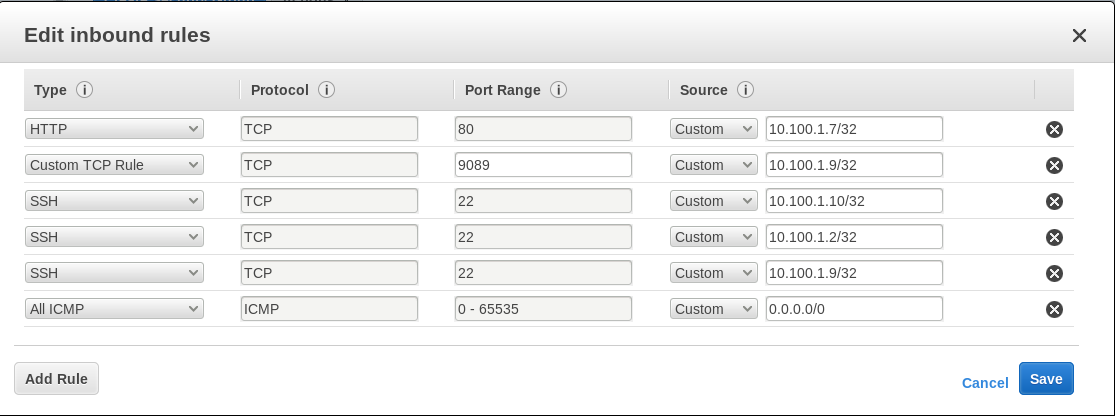 Edit inbound rules
Type Protocol Port Range Source
HTTP TCP 80 Custom 10.100.1.7/32
Custom TCP Rule TCP 9089 Custom 10.100.1.9/32
SSH TCP 22 Custom 10.100.1.10/32
SSH TCP 22 Custom 10.100.1.2/32
SSH TCP 22 Custom 10.100.1.9/32
All ICMP ICMP 0 - 65535 Custom 0.0.0.0/0
Add Rule Cancel Save